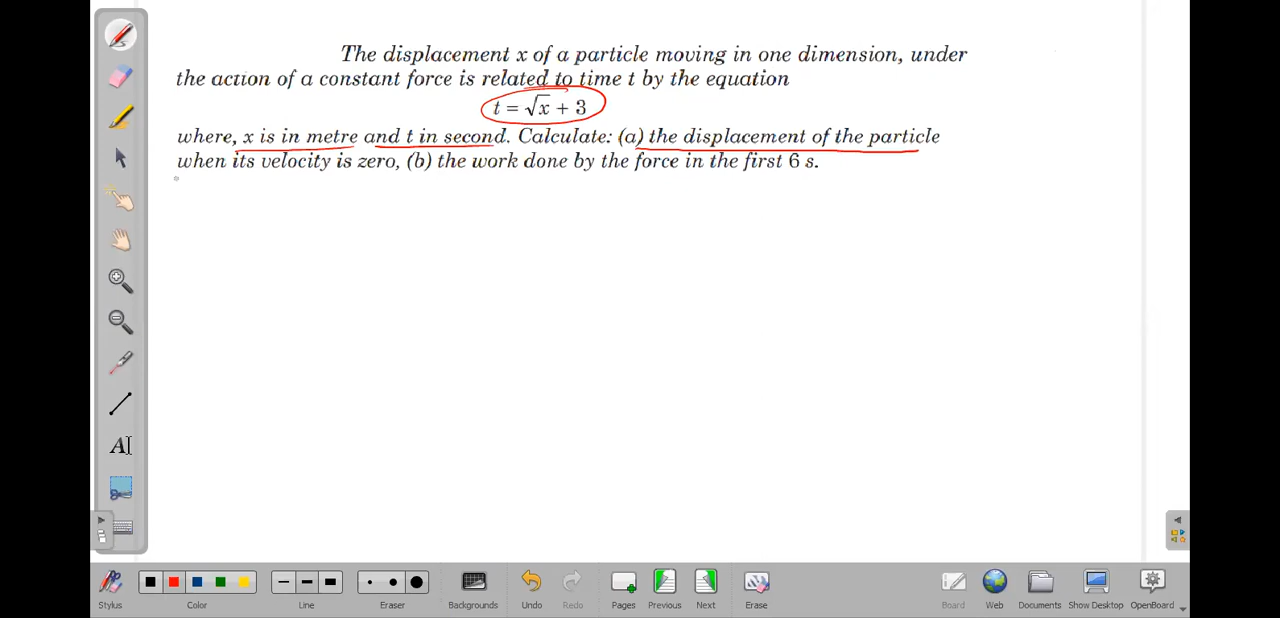 The displacement x of a particle moving in one dimension, under
the action of a constant force is related to time t by the equation
t = √x + 3
where, x is in metre and t in second. Calculate: (a) the displacement of the particle
when its velocity is zero, (b) the work done by the force in the first 6 s.
A
Stylus
Color
Line
Eraser
Backgrounds
Undo
Redo
Pages
Previous
Next
Erase
Board
Web
Documents
Show Desktop
OpenBoard